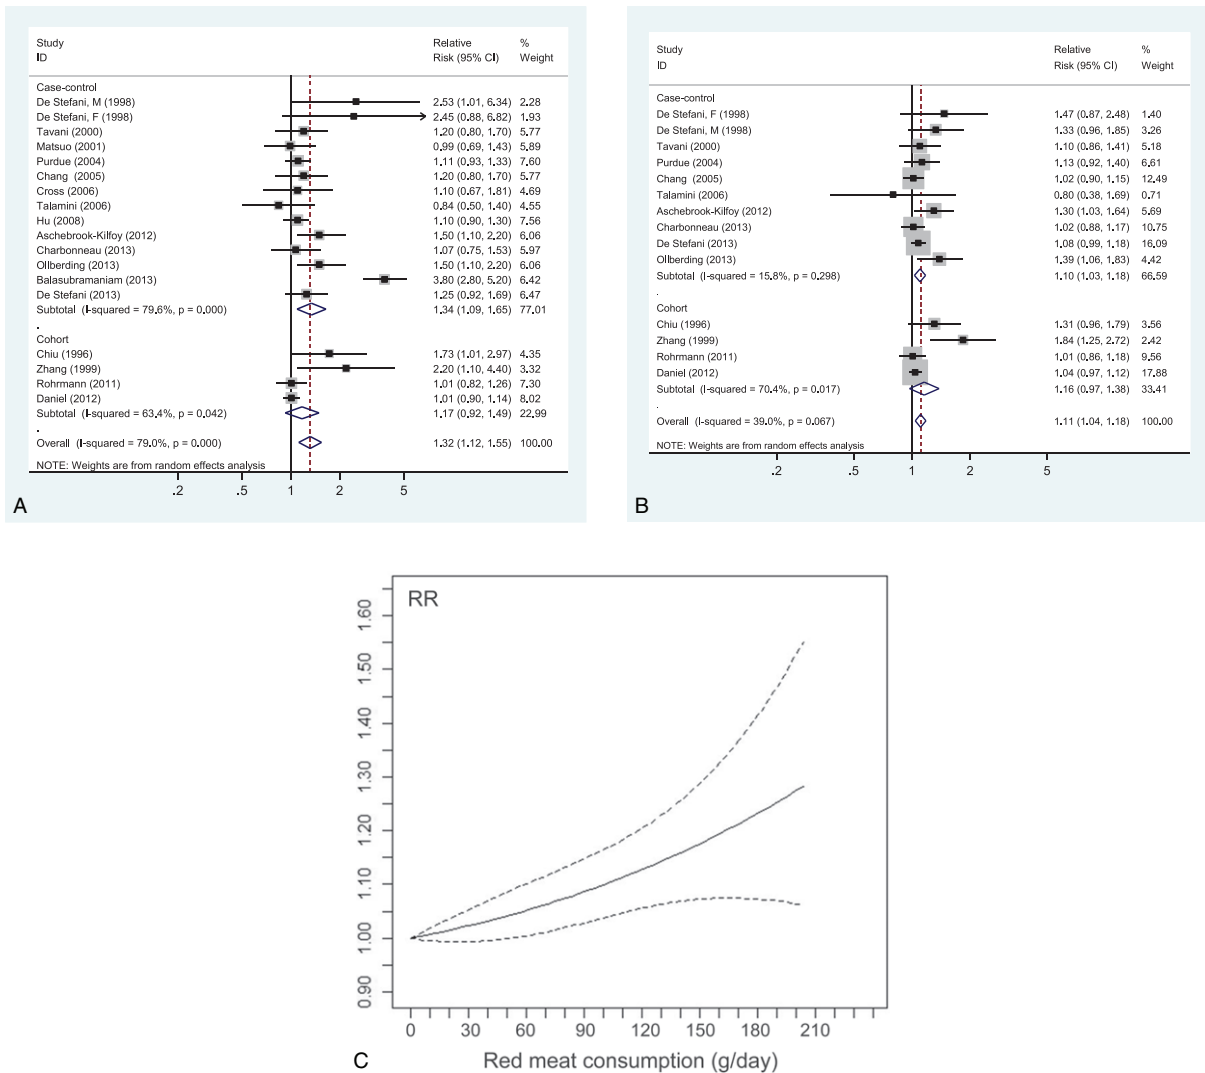 Study Relative %
ID Risk (95% CI) Weight
Case-control
De Stefani, M (1998) 2.53 (1.01, 6.34) 2.28
De Stefani, F (1998) 2.45 (0.88, 6.82) 1.93
Tavani (2000) 1.20 (0.80, 1.70) 5.77
Matsuo (2001) 0.99 (0.69, 1.43) 5.89
Purdue (2004) 1.11 (0.93, 1.33) 7.60
Chang (2005) 1.20 (0.80, 1.70) 5.77
Cross (2006) 1.10 (0.67, 1.81) 4.69
Talamini (2006) 0.84 (0.50, 1.40) 4.55
Hu (2008) 1.10 (0.90, 1.30) 7.56
Aschebrook-Kilfoy (2012) 1.50 (1.10, 2.20) 6.06
Charbonneau (2013) 1.07 (0.75, 1.53) 5.97
Ollberding (2013) 1.50 (1.10, 2.20) 6.06
Balasubramaniam (2013) 3.80 (2.80, 5.20) 6.42
De Stefani (2013) 1.25 (0.92, 1.69) 6.47
Subtotal (I-squared = 79.6%, p = 0.000) 1.34 (1.09, 1.65) 77.01
.
Cohort
Chiu (1996) 1.73 (1.01, 2.97) 4.35
Zhang (1999) 2.20 (1.10, 4.40) 3.32
Rohrmann (2011) 1.01 (0.82, 1.26) 7.30
Daniel (2012) 1.01 (0.90, 1.14) 8.02
Subtotal (I-squared = 63.4%, p = 0.042) 1.17 (0.92, 1.49) 22.99
.
Overall (I-squared = 79.0%, p = 0.000) 1.32 (1.12, 1.55) 100.00
NOTE: Weights are from random effects analysis
.2 .5 1 2 5
A
Study Relative %
ID Risk (95% CI) Weight
Case-control
De Stefani, F (1998) 1.47 (0.87, 2.48) 1.40
De Stefani, M (1998) 1.33 (0.96, 1.85) 3.26
Tavani (2000) 1.10 (0.86, 1.41) 5.18
Purdue (2004) 1.13 (0.92, 1.40) 6.61
Chang (2005) 1.02 (0.90, 1.15) 12.49
Talamini (2006) 0.80 (0.38, 1.69) 0.71
Aschebrook-Kilfoy (2012) 1.30 (1.03, 1.64) 5.69
Charbonneau (2013) 1.02 (0.88, 1.17) 10.75
De Stefani (2013) 1.08 (0.99, 1.18) 16.09
Ollberding (2013) 1.39 (1.06, 1.83) 4.42
Subtotal (I-squared = 15.8%, p = 0.298) 1.10 (1.03, 1.18) 66.59
.
Cohort
Chiu (1996) 1.31 (0.96, 1.79) 3.56
Zhang (1999) 1.84 (1.25, 2.72) 2.42
Rohrmann (2011) 1.01 (0.86, 1.18) 9.56
Daniel (2012) 1.04 (0.97, 1.12) 17.88
Subtotal (I-squared = 70.4%, p = 0.017) 1.16 (0.97, 1.38) 33.41
.
Overall (I-squared = 39.0%, p = 0.067) 1.11 (1.04, 1.18) 100.00
NOTE: Weights are from random effects analysis
.2 .5 1 2 5
B
RR
1.60
1.50
1.40
1.30
1.20
1.10
1.00
0.90
0 30 60 90 120 150 180 210
C Red meat consumption (g/day)